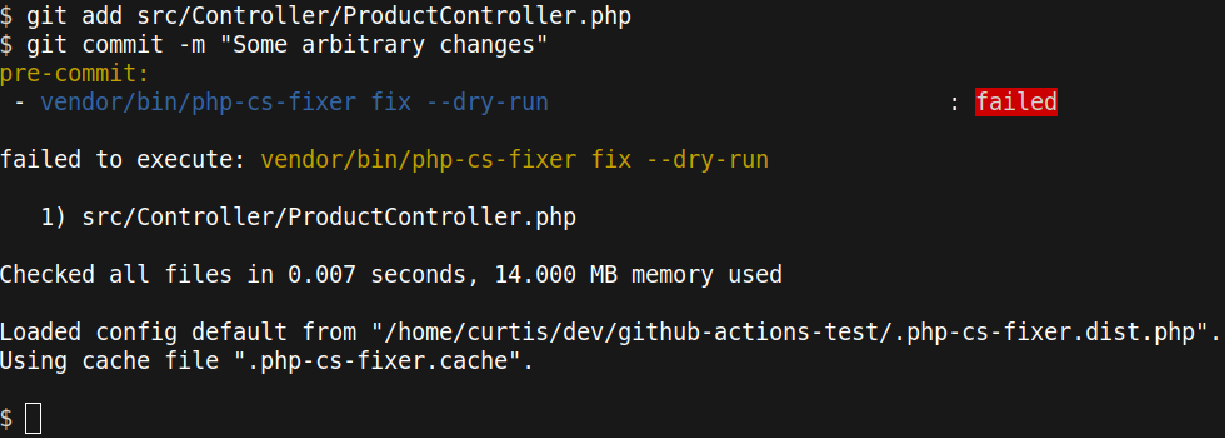 $ git add src/Controller/ProductController.php
$ git commit -m "Some arbitrary changes"
pre-commit:
- vendor/bin/php-cs-fixer fix --dry-run : failed
failed to execute: vendor/bin/php-cs-fixer fix --dry-run
1) src/Controller/ProductController.php
Checked all files in 0.007 seconds, 14.000 MB memory used
Loaded config default from "/home/curtis/dev/github-actions-test/.php-cs-fixer.dist.php".
Using cache file ".php-cs-fixer.cache".
$